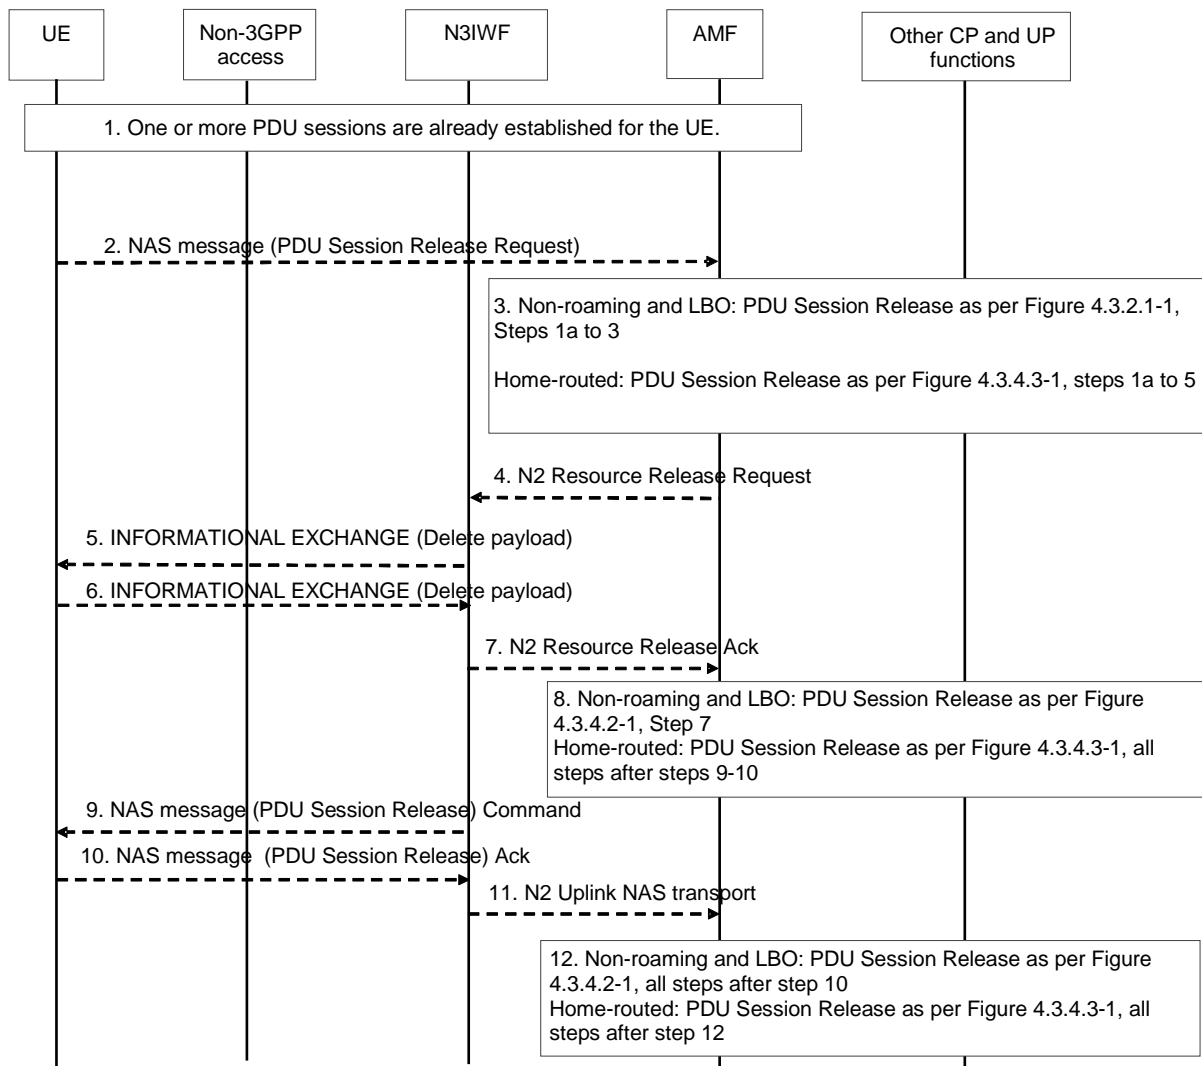 UE
Non-3GPP
access
N3IWF
AMF
Other CP and UP
functions
1. One or more PDU sessions are already established for the UE.
2. NAS message (PDU Session Release Request)
3. Non-roaming and LBO: PDU Session Release as per Figure 4.3.2.1-1,
Steps 1a to 3
Home-routed: PDU Session Release as per Figure 4.3.4.3-1, steps 1a to 5
4. N2 Resource Release Request
5. INFORMATIONAL EXCHANGE (Delete payload)
6. INFORMATIONAL EXCHANGE (Delete payload)
7. N2 Resource Release Ack
8. Non-roaming and LBO: PDU Session Release as per Figure
4.3.4.2-1, Step 7
Home-routed: PDU Session Release as per Figure 4.3.4.3-1, all
steps after steps 9-10
9. NAS message (PDU Session Release) Command
10. NAS message  (PDU Session Release) Ack
11. N2 Uplink NAS transport
12. Non-roaming and LBO: PDU Session Release as per Figure
4.3.4.2-1, all steps after step 10
Home-routed: PDU Session Release as per Figure 4.3.4.3-1, all
steps after step 12